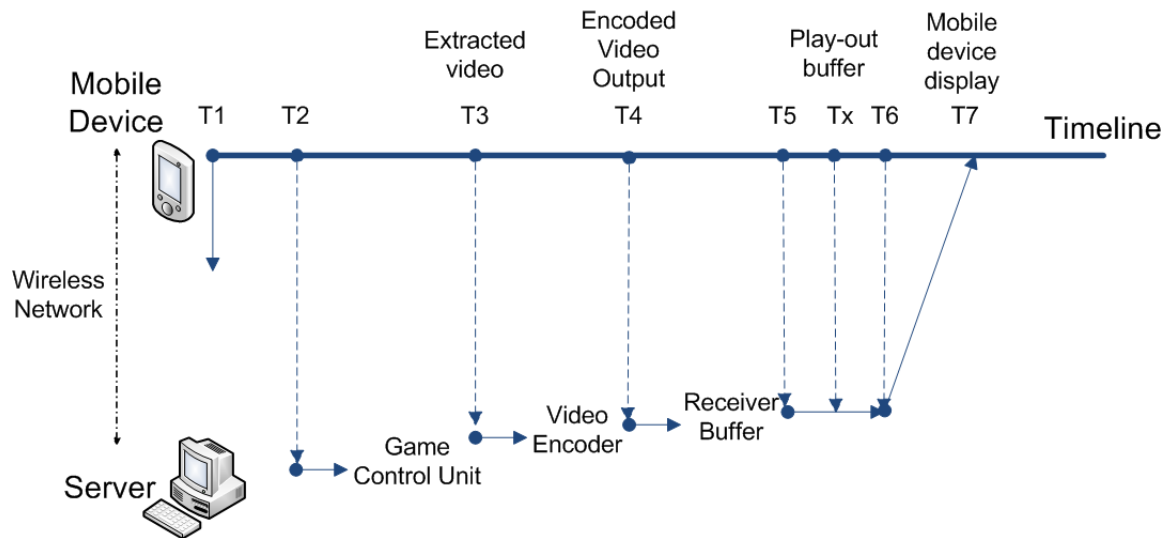 Mobile
Device
Extracted
video
Encoded
Video
Output
Play-out
buffer
Mobile
device
display
T1
T2
T3
T4
T5
Tx
T6
T7
Timeline
Wireless
Network
Server
Game
Control Unit
Video
Encoder
Receiver
Buffer